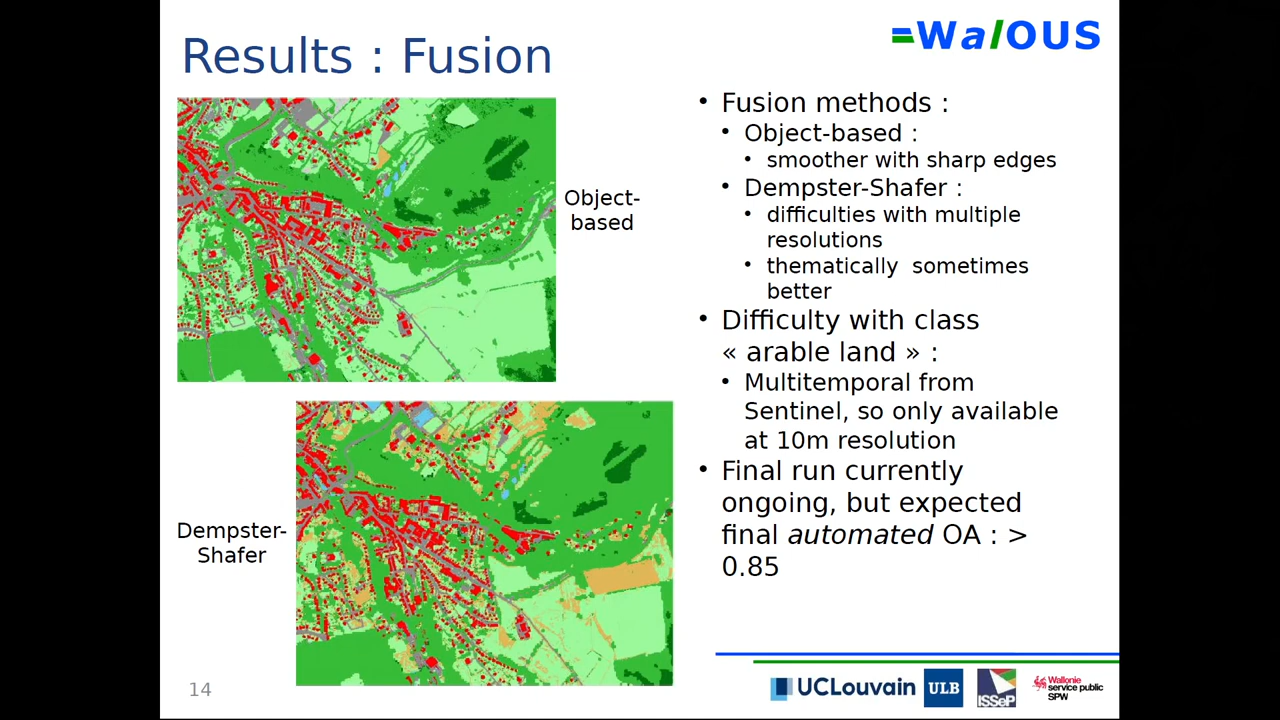 Results : Fusion
=WalOUS
Object-
based
Dempster-
Shafer
• Fusion methods :
• Object-based :
• smoother with sharp edges
• Dempster-Shafer :
• difficulties with multiple
resolutions
• thematically  sometimes
better
• Difficulty with class
« arable land » :
• Multitemporal from
Sentinel, so only available
at 10m resolution
• Final run currently
ongoing, but expected
final automated OA : >
0.85
14
UCLouvain
ULB
ISSeP
Wallonie
service public
SPW